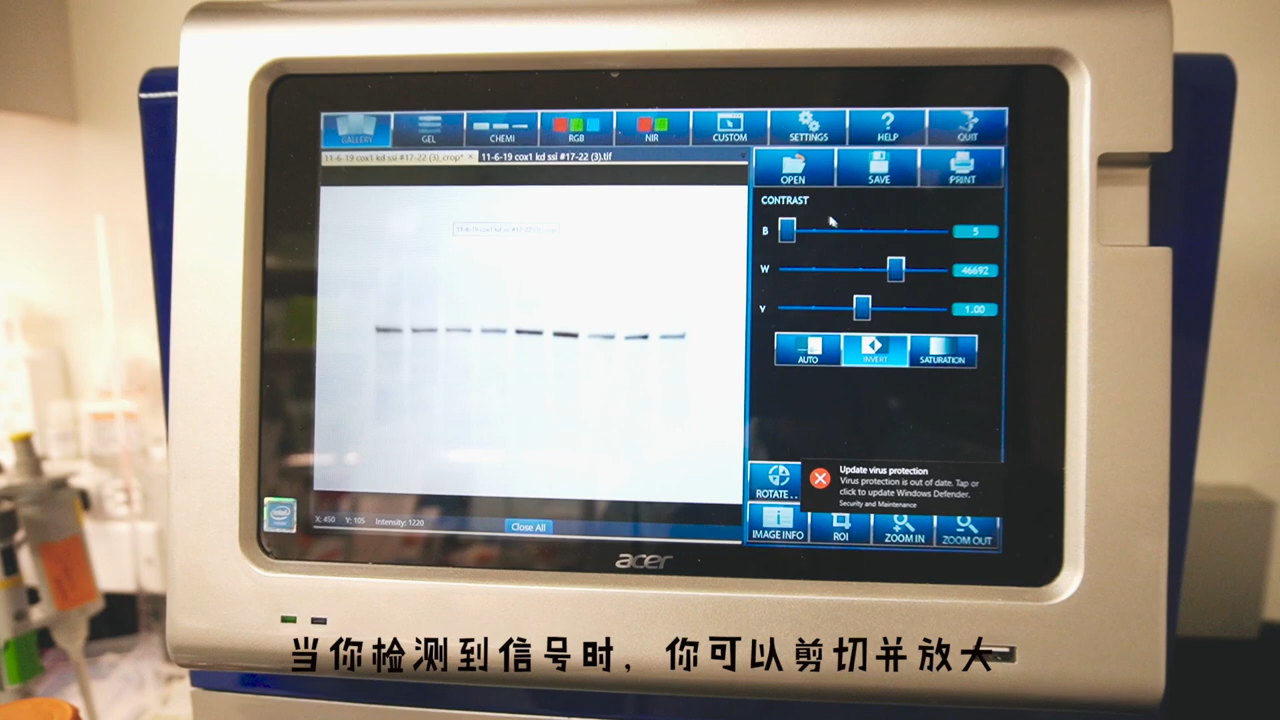 GALLERY
GEL
CHEMI
RGB
NIR
CUSTOM
SETTINGS
HELP
QUIT
11-6-19 cox1 kd ssi #17-22 (3)_crop* ×
11-6-19 cox1 kd ssi #17-22 (3).tif
OPEN
SAVE
PRINT
CONTRAST
B
5
W
46692
γ
1.00
AUTO
INVERT
SATURATION
Update virus protection
Virus protection is out of date. Tap or
click to update Windows Defender.
Security and Maintenance
ROTATE . .
IMAGE INFO
ROI
ZOOM IN
ZOOM OUT
X: 450 Y: 105 Intensity: 1220
Close All
intel
acer
当你检测到信号时，你可以剪切并放大